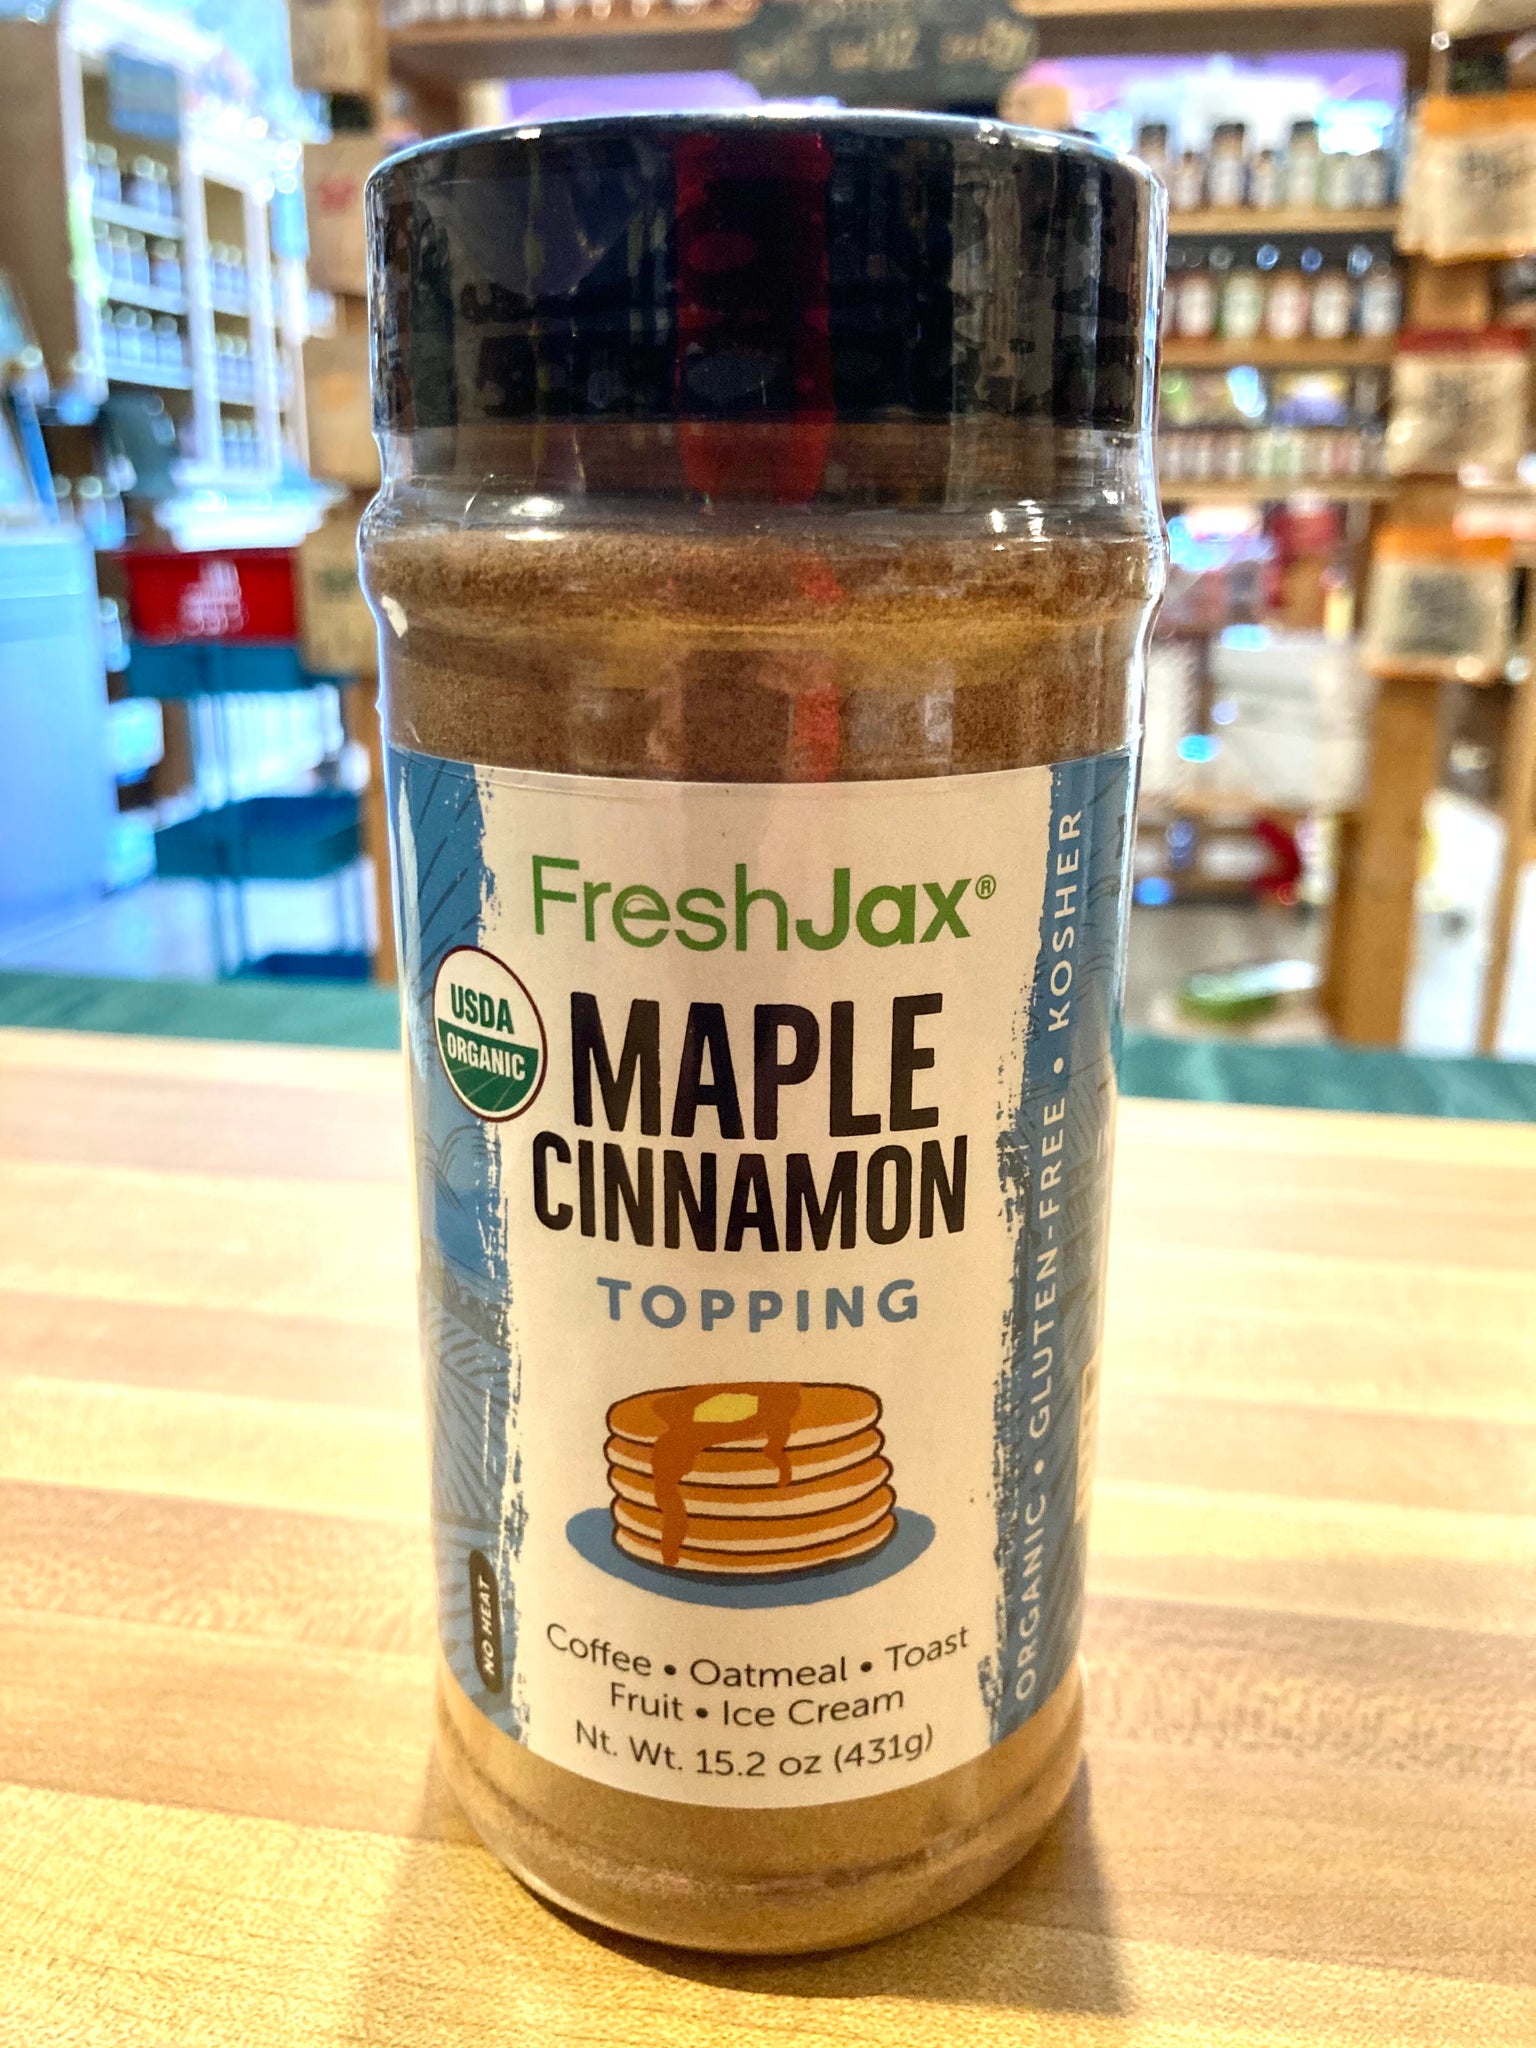 FreshJax®
USDA
ORGANIC
MAPLE
CINNAMON
TOPPING
NO HEAT
Coffee • Oatmeal • Toast
Fruit • Ice Cream
Nt. Wt. 15.2 oz (431g)
ORGANIC • GLUTEN-FREE • KOSHER